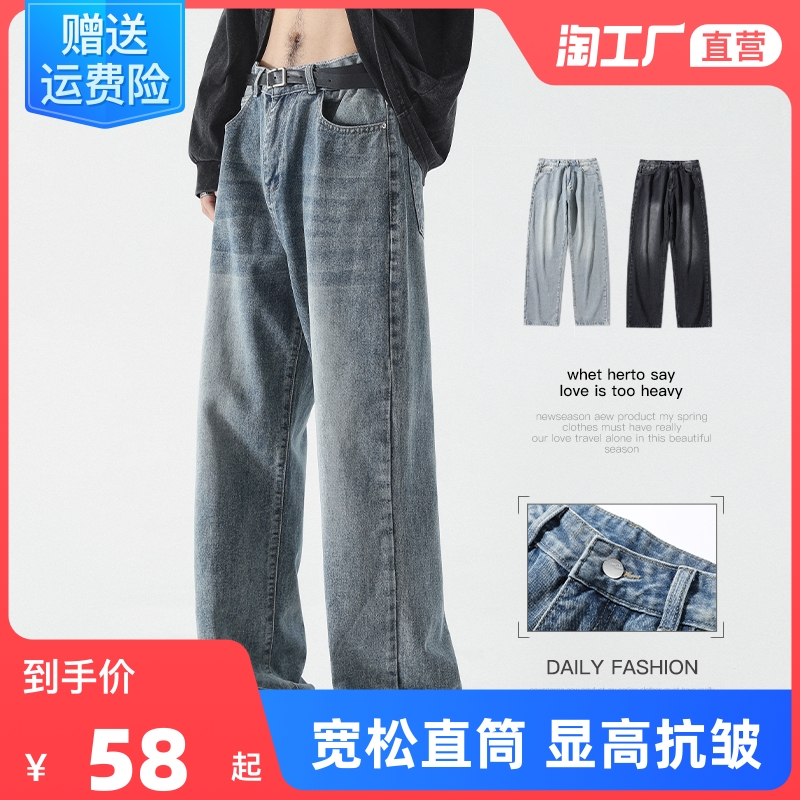 赠送
运费险
淘工厂 直营
whet herto say
love is too heavy
newseason aew product my spring
clothes must have really
our love travel alone in this beautiful
season
DAILY FASHION
到手价
¥ 58 起
宽松直筒 显高抗皱